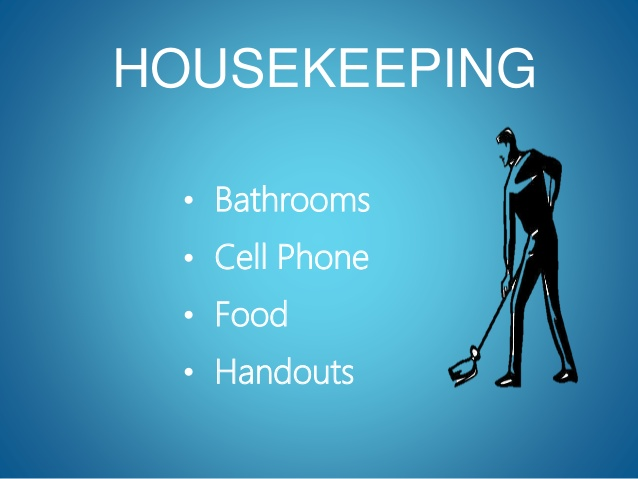 HOUSEKEEPING
• Bathrooms
• Cell Phone
• Food
• Handouts